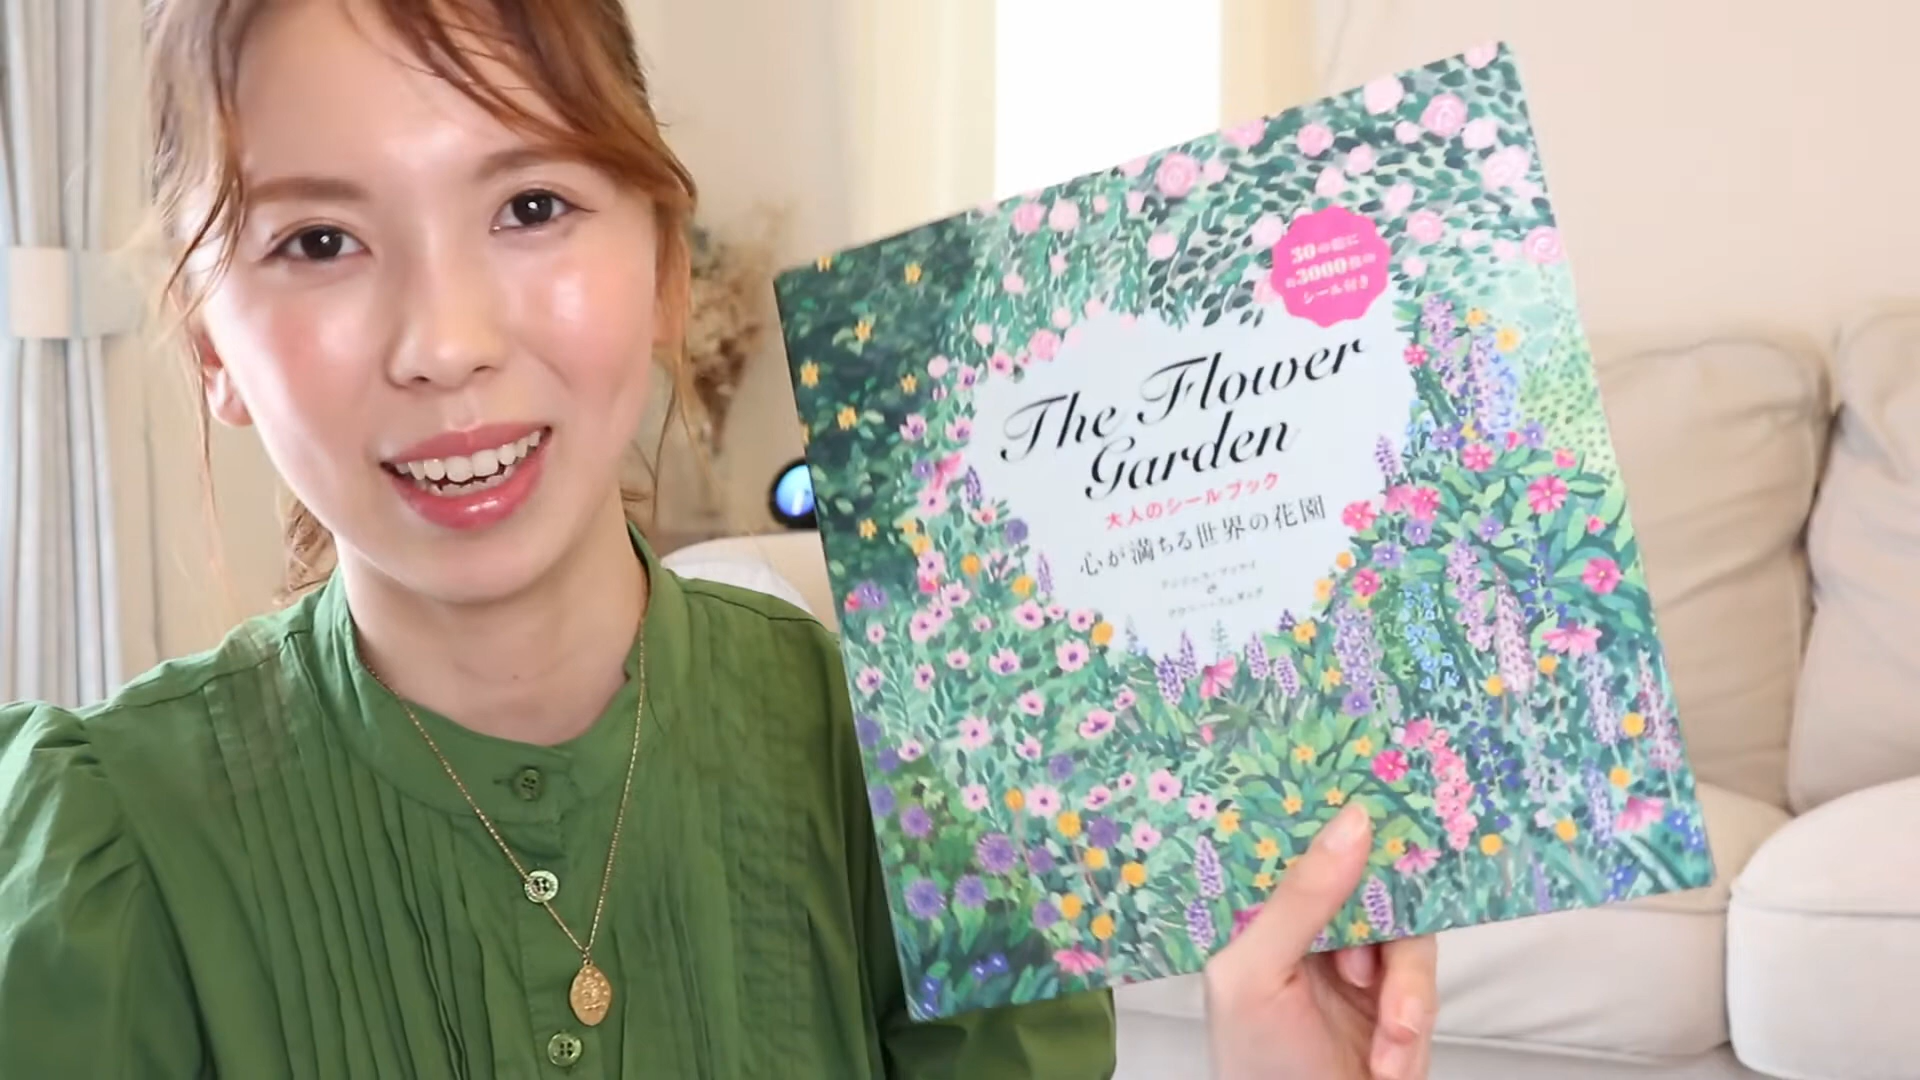 30の絵に
約3000枚の
シール付き
The Flower
Garden
大人のシールブック
心が満ちる世界の花園